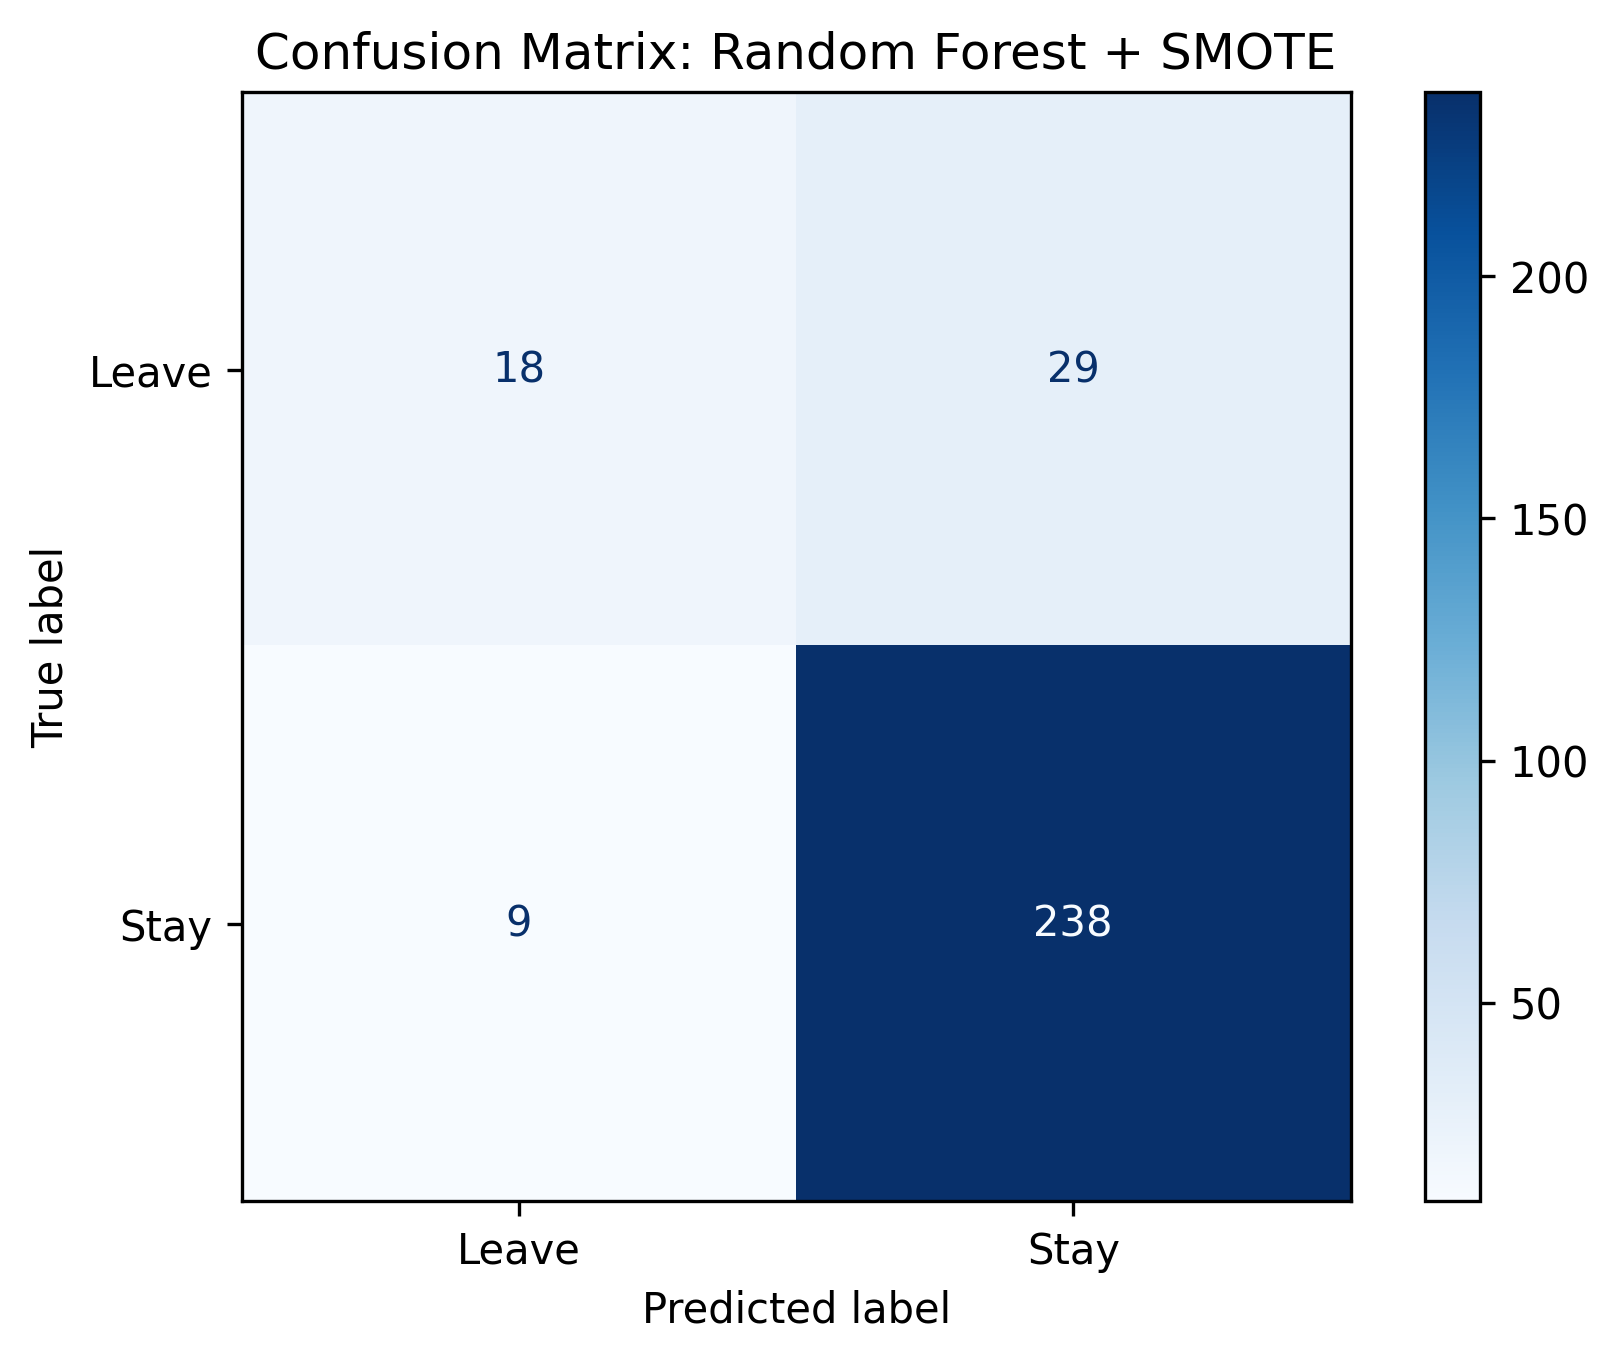 Confusion Matrix: Random Forest + SMOTE
True label
Leave
18
29
Stay
9
238
Leave
Stay
Predicted label
200
150
100
50